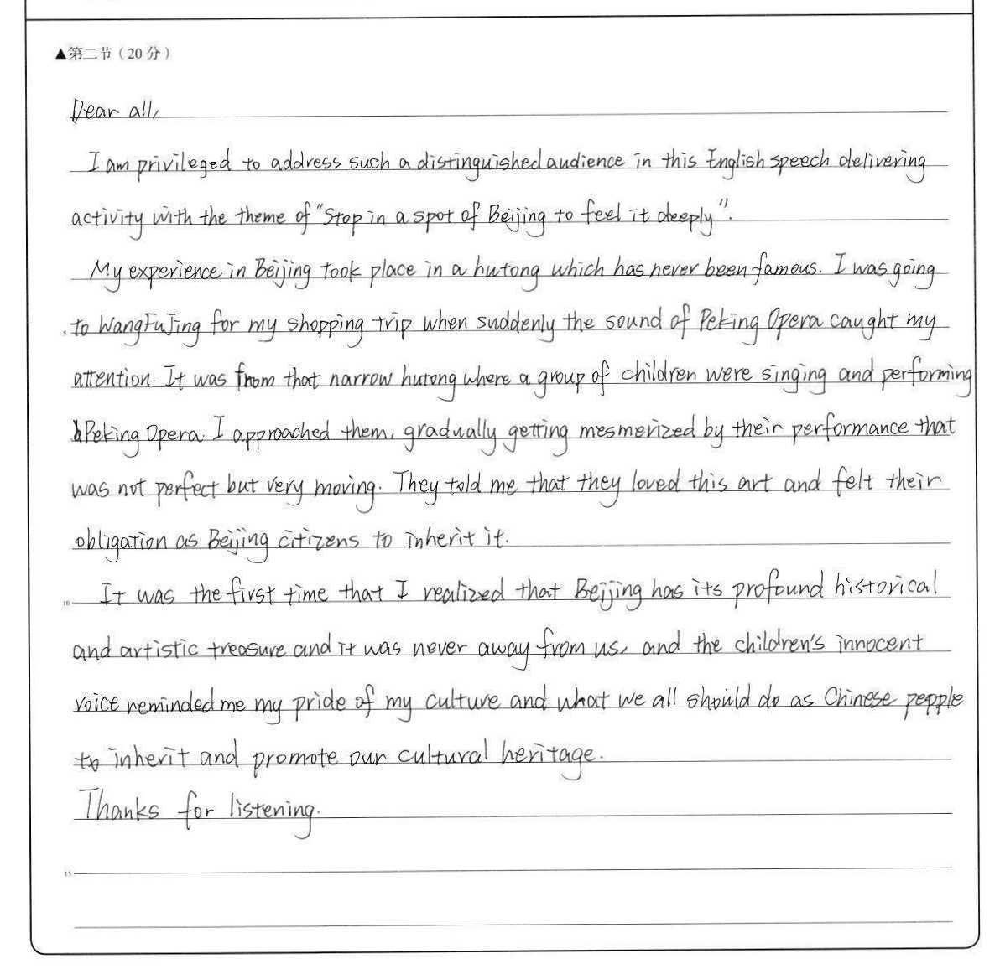 ▲第二节（20 分）
Dear all,
I am privileged to address such a distinguished audience in this English speech delivering
activity with the theme of "Stop in a spot of Beijing to feel it deeply".
My experience in Beijing took place in a hutong which has never been famous. I was going
to WangFuJing for my shopping trip when suddenly the sound of Peking Opera caught my
attention. It was from that narrow hutong where a group of children were singing and performing
Peking Opera. I approached them, gradually getting mesmerized by their performance that
was not perfect but very moving. They told me that they loved this art and felt their
obligation as Beijing citizens to inherit it.
10 It was the first time that I realized that Beijing has its profound historical
and artistic treasure and it was never away from us, and the children's innocent
voice reminded me my pride of my culture and what we all should do as Chinese people
to inherit and promote our cultural heritage.
Thanks for listening.
15